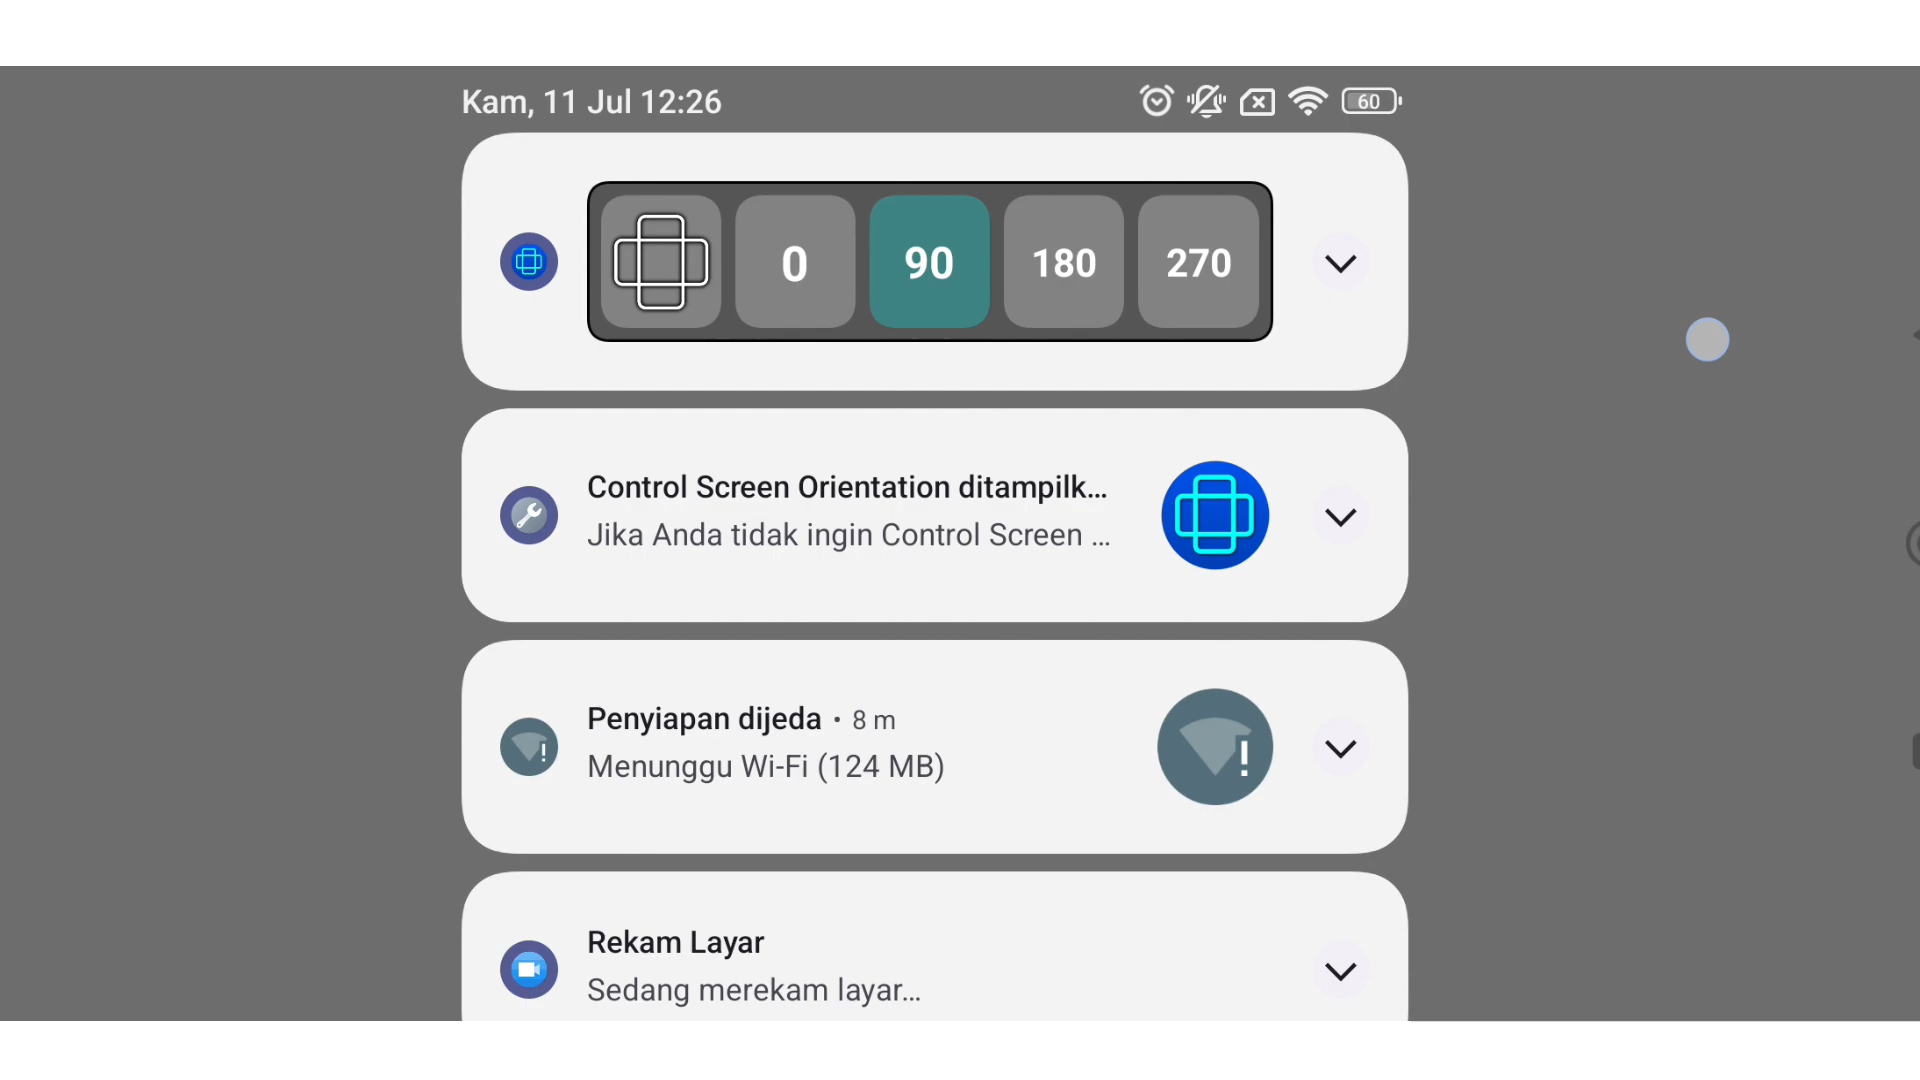 Kam, 11 Jul 12:26
60
0 90 180 270
Control Screen Orientation ditampilk...
Jika Anda tidak ingin Control Screen ...
Penyiapan dijeda • 8 m
Menunggu Wi-Fi (124 MB)
Rekam Layar
Sedang merekam layar...